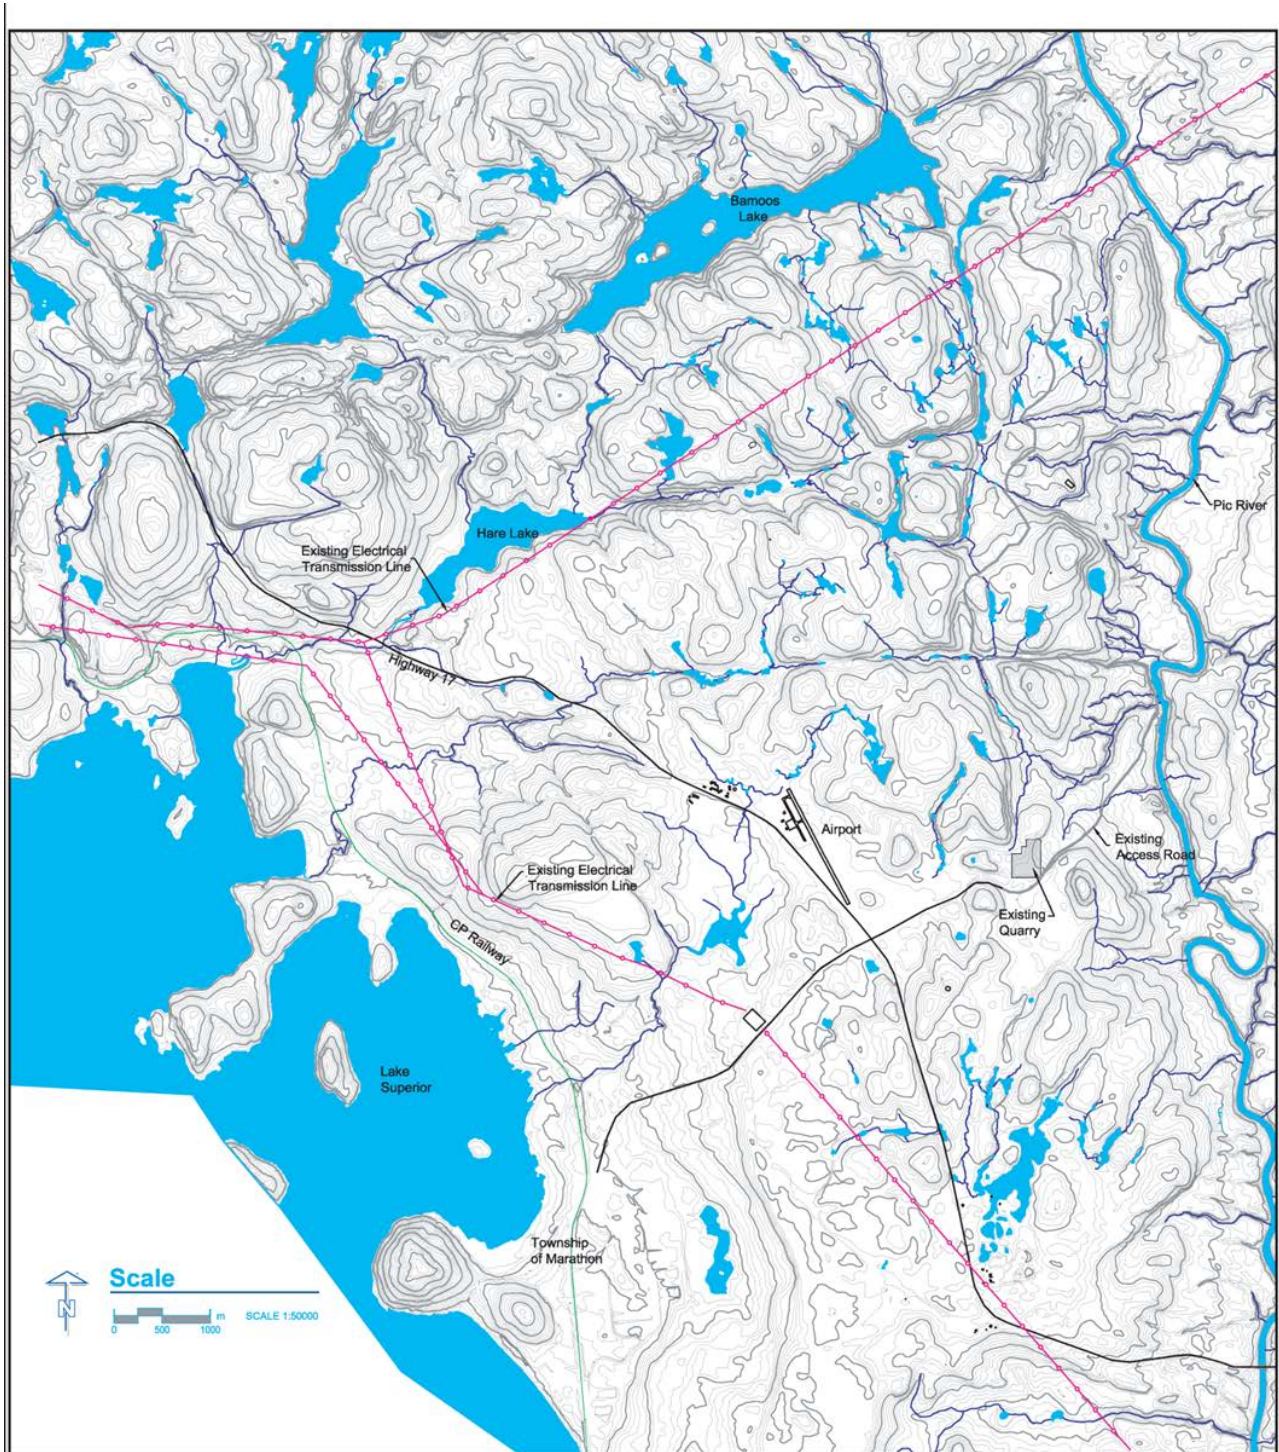 Bamoos
Lake
Pic River
Hare Lake
Existing Electrical
Transmission Line
Highway 17
Airport
Existing
Access Road
Existing Electrical
Transmission Line
Existing
Quarry
CP Railway
Lake
Superior
Township
of Marathon
Scale
N
m
SCALE 1:50000
0 500 1000